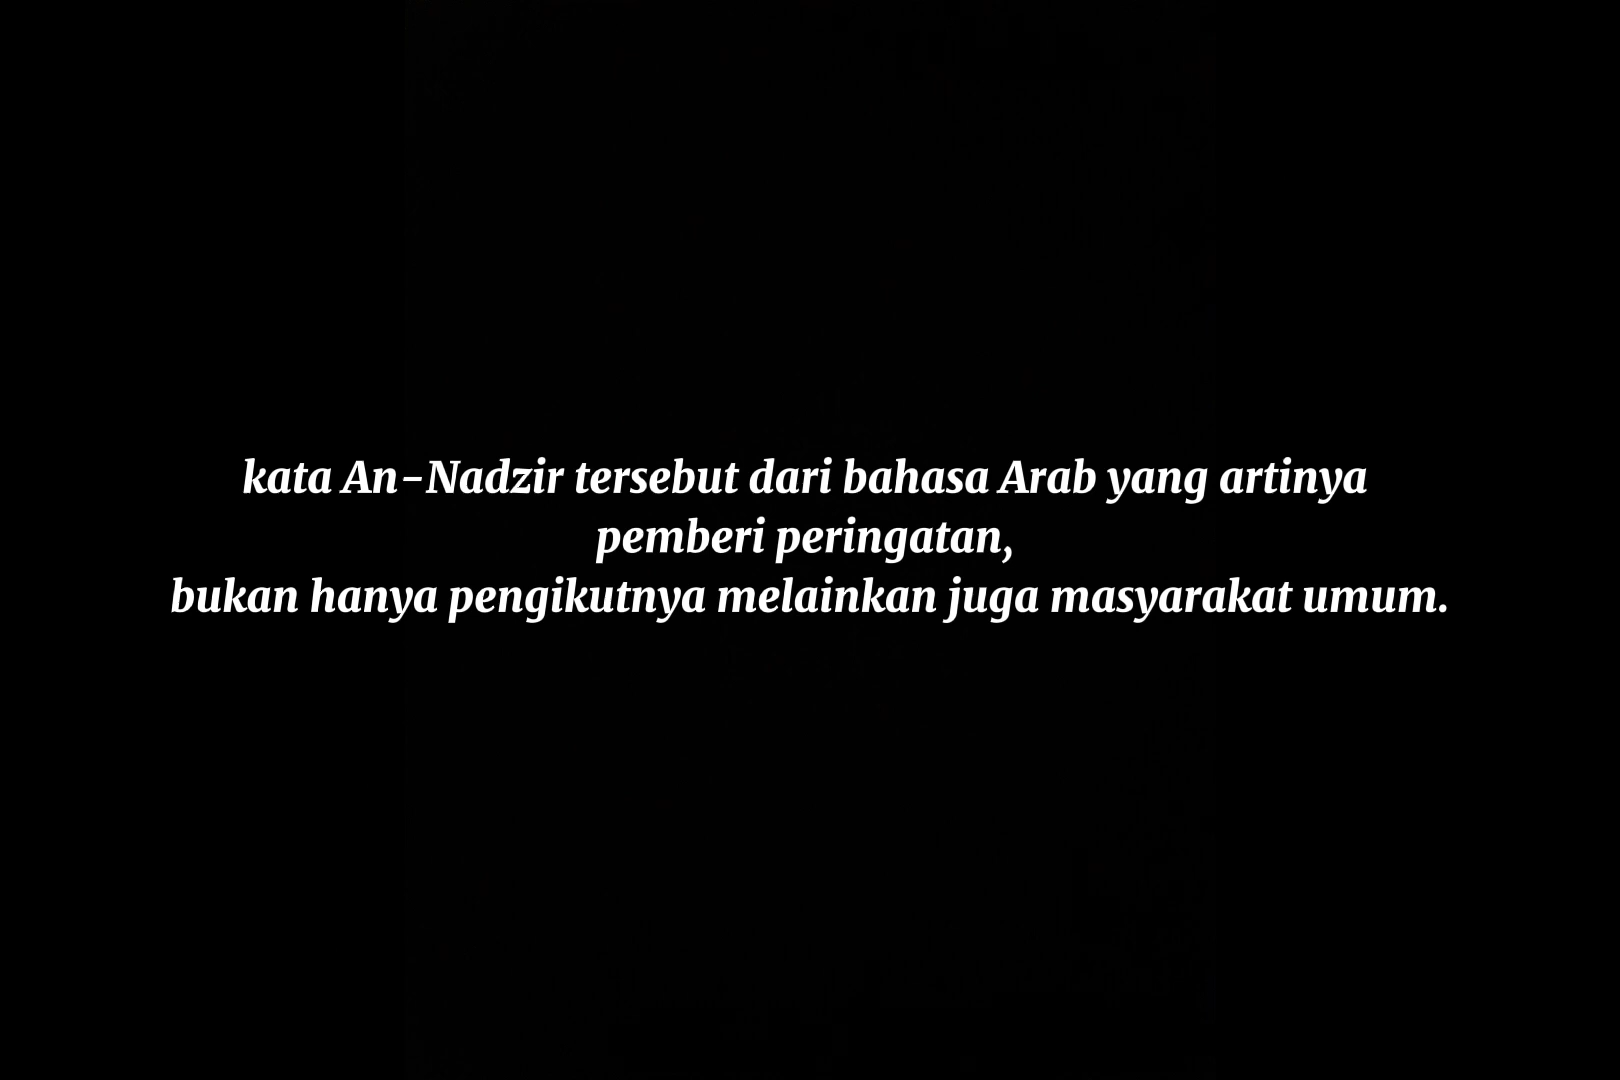 kata An-Nadzir tersebut dari bahasa Arab yang artinya
pemberi peringatan,
bukan hanya pengikutnya melainkan juga masyarakat umum.